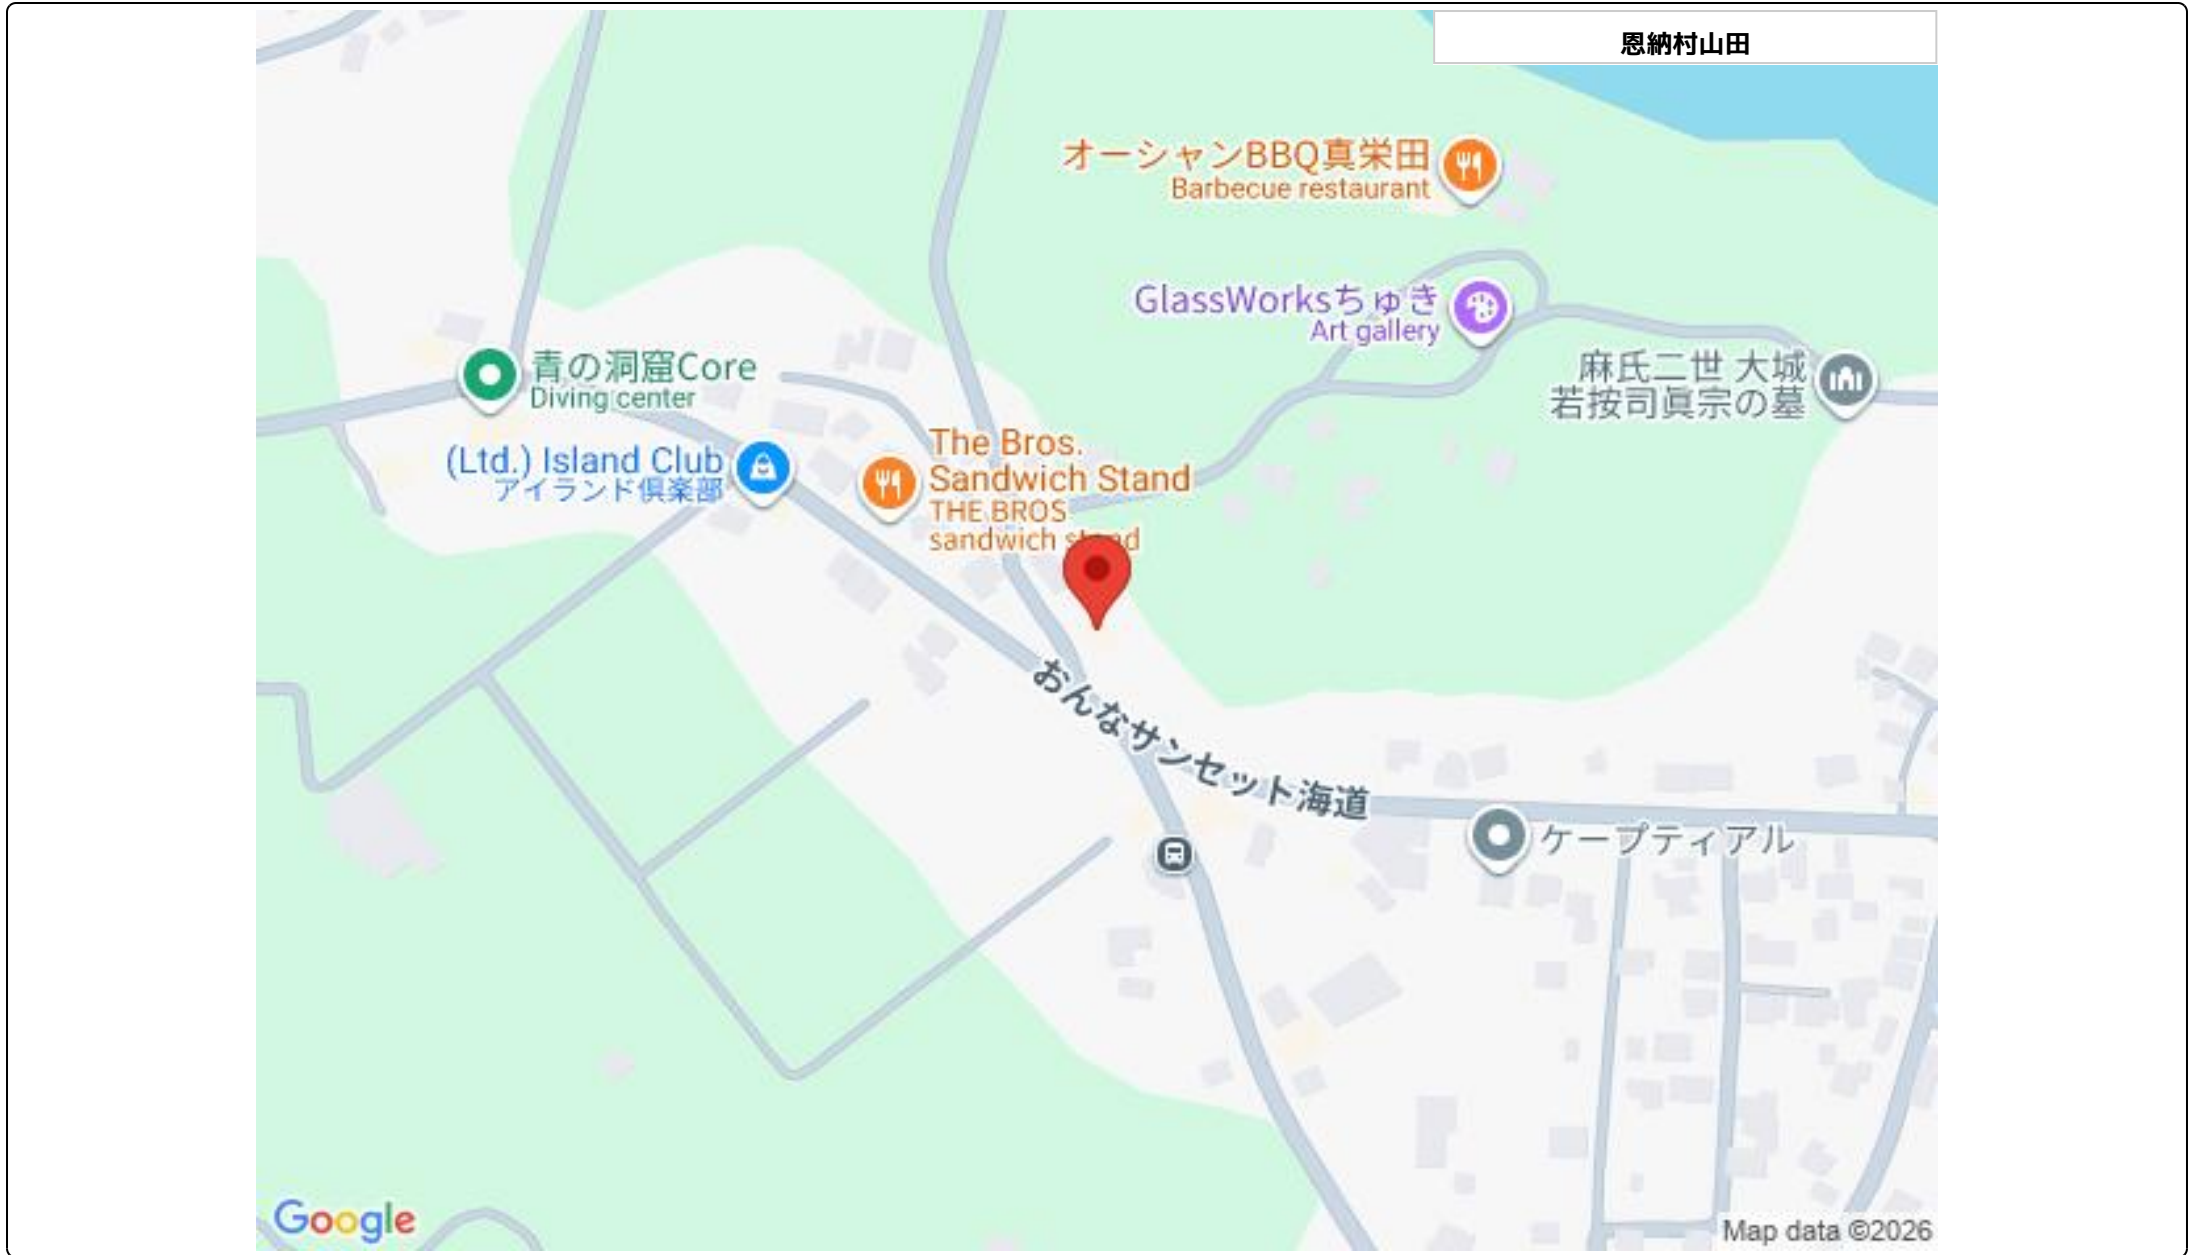 恩納村山田
オーシャンBBQ真栄田
Barbecue restaurant
GlassWorksちゅき
Art gallery
麻氏二世 大城
若按司眞宗の墓
青の洞窟Core
Diving center
(Ltd.) Island Club
アイランド倶楽部
The Bros.
Sandwich Stand
THE BROS
sandwich stand
おんなサンセット海道
ケープティアル
Google
Map data ©2026